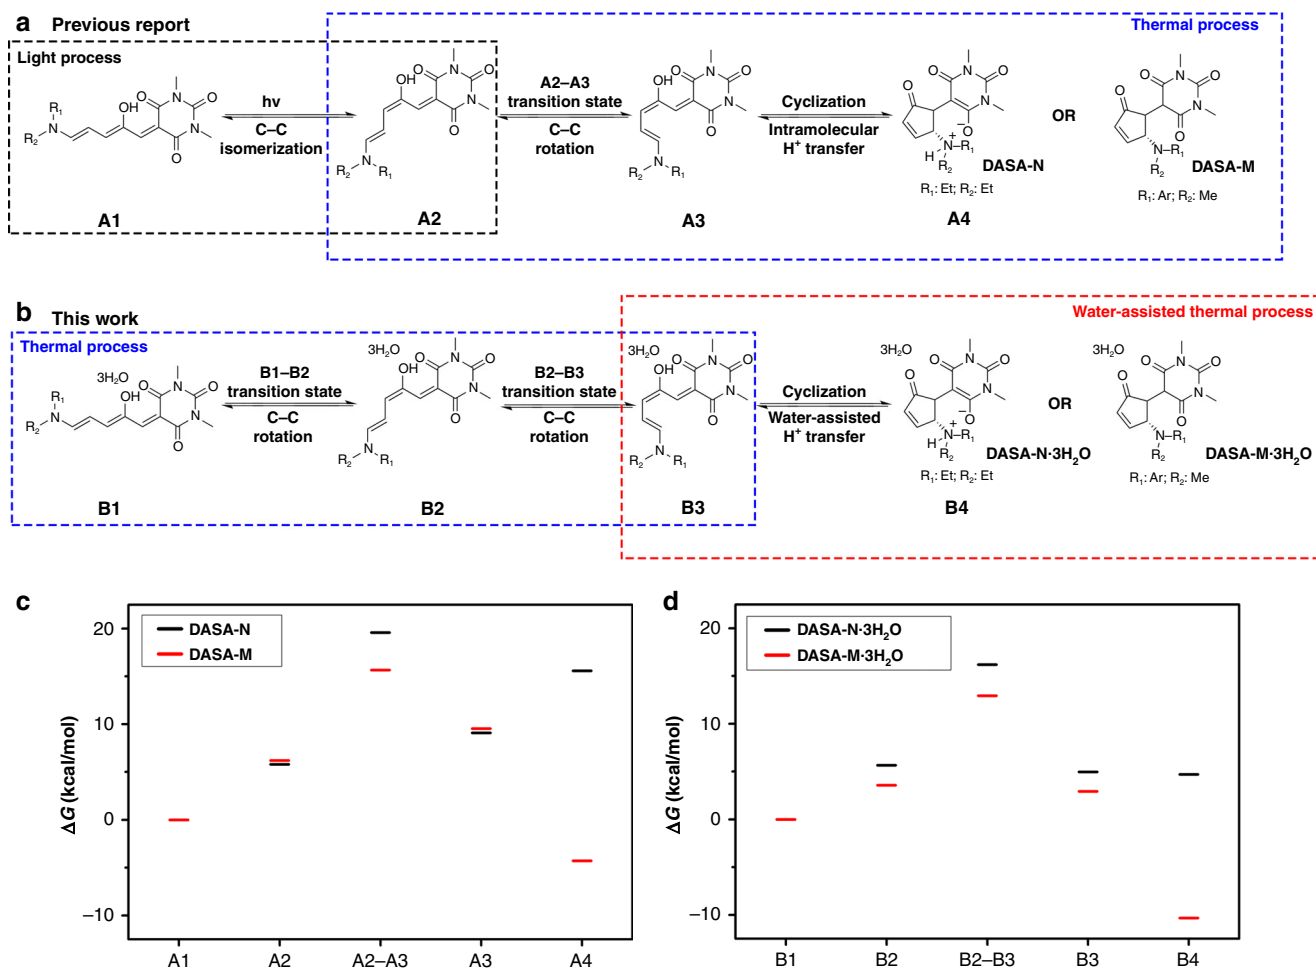 a Previous report
Thermal process
Light process
A2–A3
transition state
C–C
rotation
hv
C–C
isomerization
Cyclization
Intramolecular
H+ transfer
OR
DASA-N
DASA-M
R1: Et; R2: Et
R1: Ar; R2: Me
A1
A2
A3
A4
b This work
Water-assisted thermal process
Thermal process
3H2O
3H2O
3H2O
3H2O
3H2O
B1–B2
transition state
C–C
rotation
B2–B3
transition state
C–C
rotation
Cyclization
Water-assisted
H+ transfer
OR
DASA-N·3H2O
DASA-M·3H2O
R1: Et; R2: Et
R1: Ar; R2: Me
B1
B2
B3
B4
c
DASA-N
DASA-M
ΔG (kcal/mol)
20
10
0
–10
A1 A2 A2–A3 A3 A4
d
DASA-N·3H2O
DASA-M·3H2O
ΔG (kcal/mol)
20
10
0
–10
B1 B2 B2–B3 B3 B4